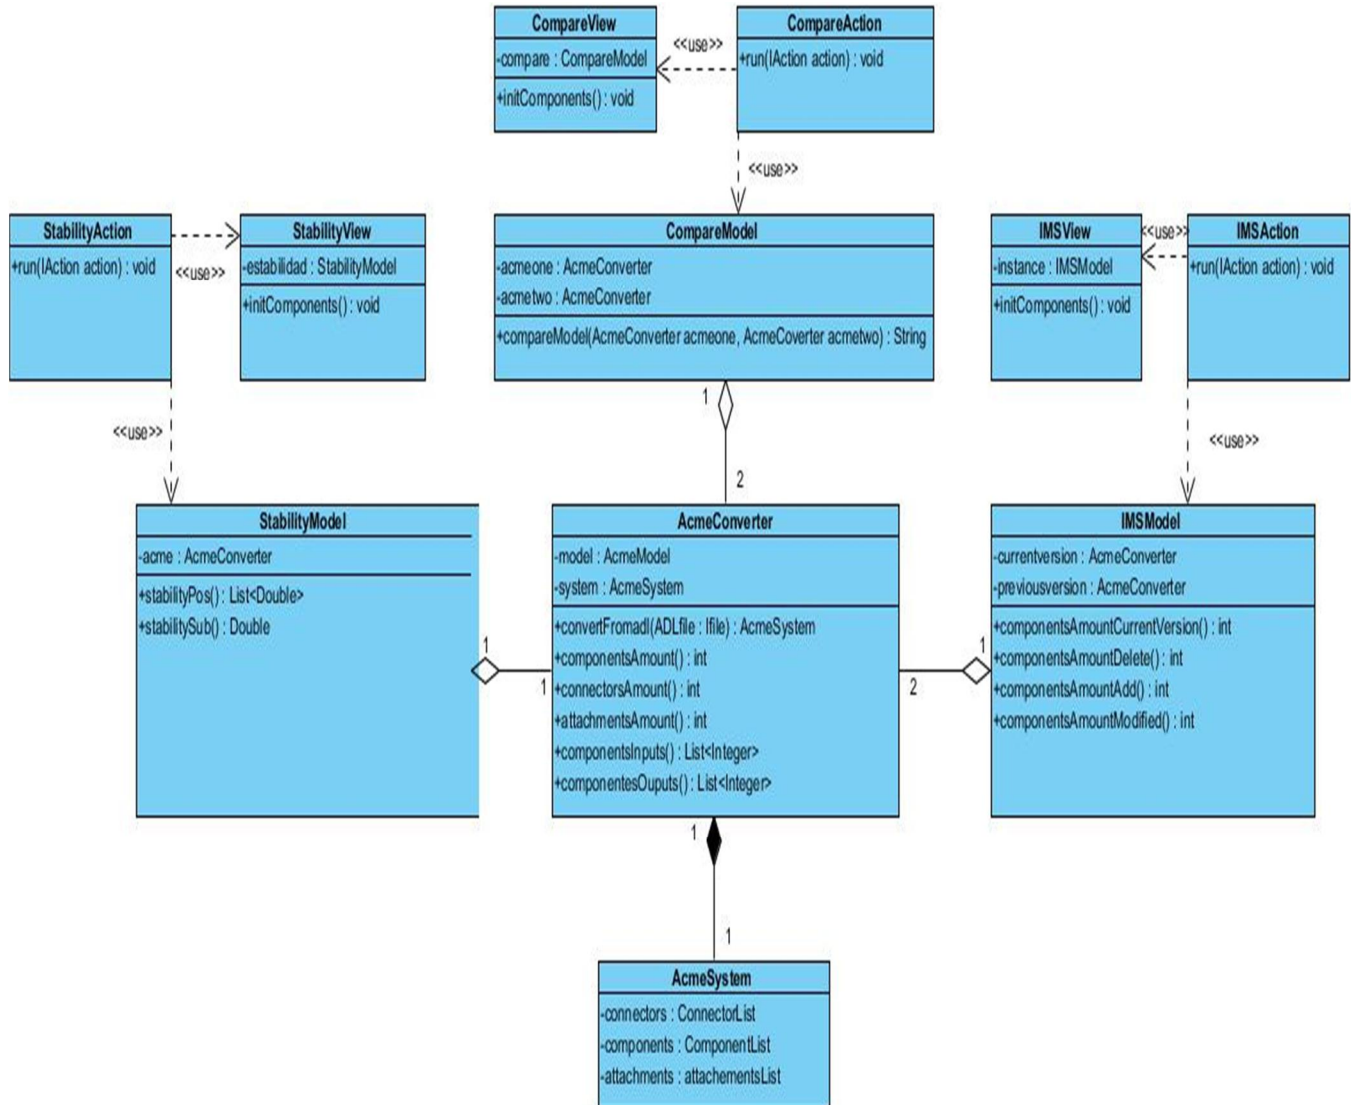 CompareView
-compare : CompareModel
+initComponents() : void
<<use>>
CompareAction
+run(IAction action) : void
<<use>>
StabilityAction
+run(IAction action) : void
<<use>>
StabilityView
-estabilidad : StabilityModel
+initComponents() : void
CompareModel
-acmeone : AcmeConverter
-acmetwo : AcmeConverter
+compareModel(AcmeConverter acmeone, AcmeCoverter acmetwo) : String
IMSView
-instance : IMSModel
+initComponents() : void
<<use>>
IMSAction
+run(IAction action) : void
<<use>>
1
2
<<use>>
StabilityModel
-acme : AcmeConverter
+stabilityPos() : List<Double>
+stabilitySub() : Double
1
1
AcmeConverter
-model : AcmeModel
-system : AcmeSystem
+convertFromadl(ADLfile : Ifile) : AcmeSystem
+componentsAmount() : int
+connectorsAmount() : int
+attachmentsAmount() : int
+componentsInputs() : List<Integer>
+componentesOuputs() : List<Integer>
2
1
IMSModel
-currentversion : AcmeConverter
-previousversion : AcmeConverter
+componentsAmountCurrentVersion() : int
+componentsAmountDelete() : int
+componentsAmountAdd() : int
+componentsAmountModified() : int
1
1
AcmeSystem
-connectors : ConnectorList
-components : ComponentList
-attachments : attachementsList